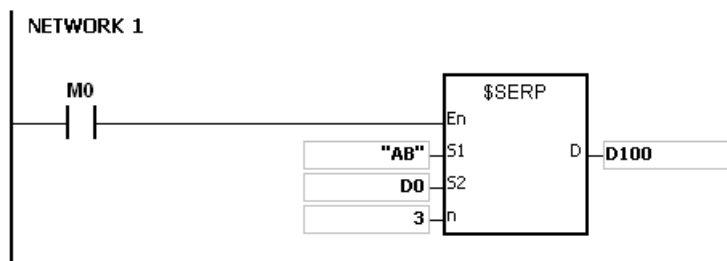 NETWORK 1
M0
$SERP
En
"AB" S1 D D100
D0 S2
3 n